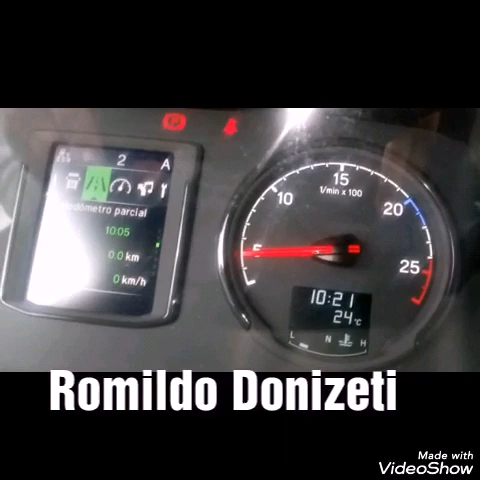 2 A
odômetro parcial
10:05
0.0 km
0 km/h
5
10
15
20
25
1/min x 100
10:21
24°C
L N H
Romildo Donizeti
Made with
VideoShow